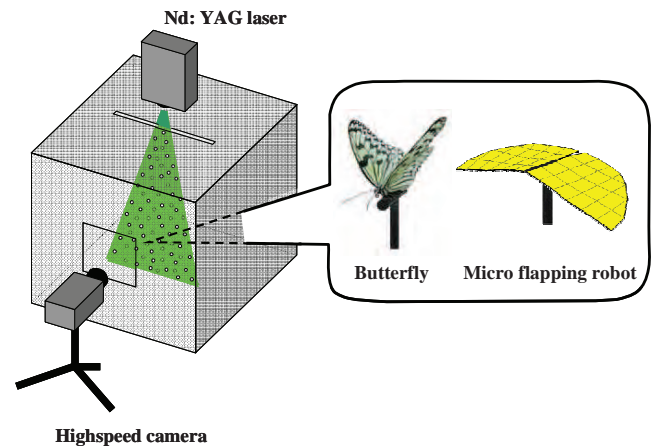 Nd: YAG laser
Butterfly
Micro flapping robot
Highspeed camera